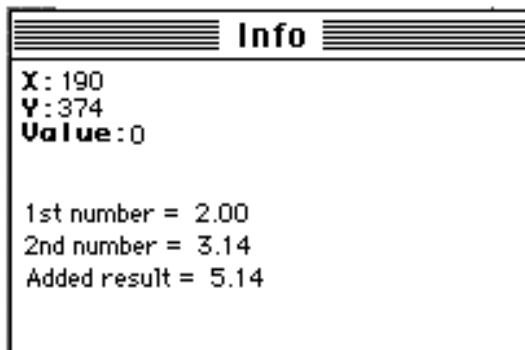 Info
X: 190
Y: 374
Value: 0
1st number = 2.00
2nd number = 3.14
Added result = 5.14